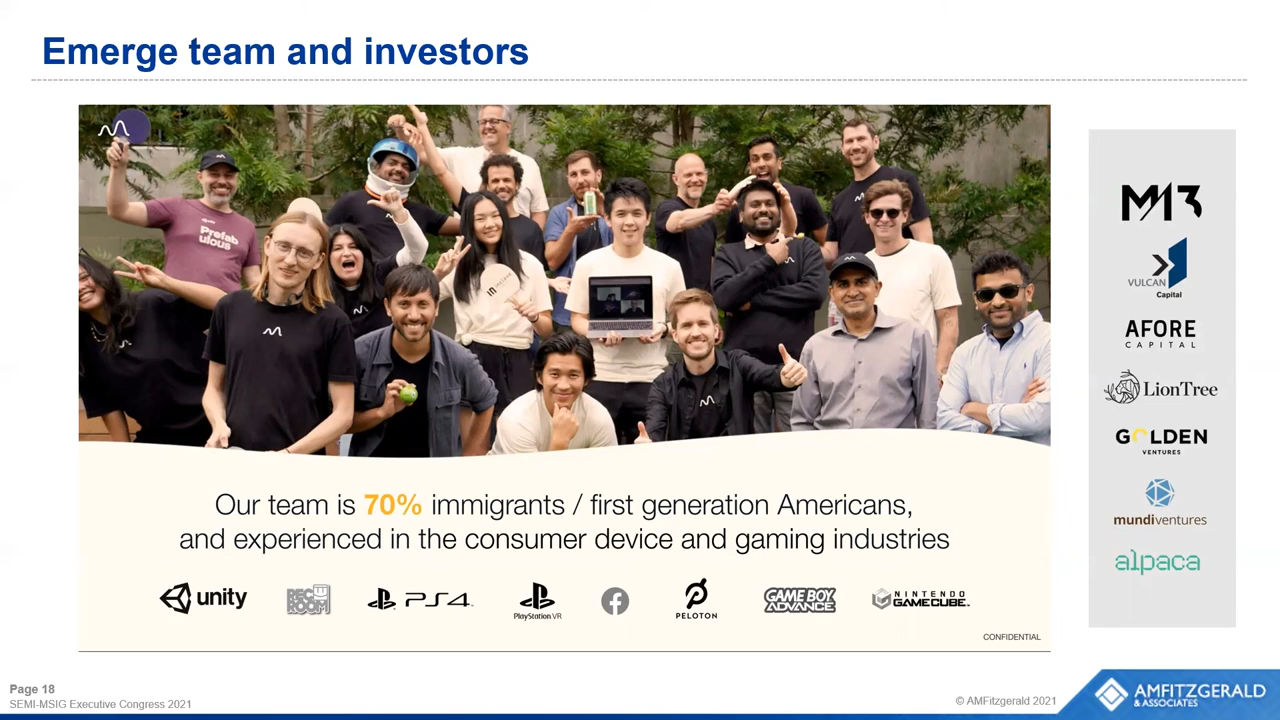 Emerge team and investors
Prefab
ulous
Our team is 70% immigrants / first generation Americans,
and experienced in the consumer device and gaming industries
unity
REC ROOM
PS4
PlayStation VR
PELOTON
GAME BOY
ADVANCE
NINTENDO
GAMECUBE
CONFIDENTIAL
M13
VULCAN
Capital
AFORE
CAPITAL
LionTree
GOLDEN
VENTURES
mundiventures
alpaca
Page 18
SEMI-MSIG Executive Congress 2021
© AMFitzgerald 2021
AMFITZGERALD
& ASSOCIATES